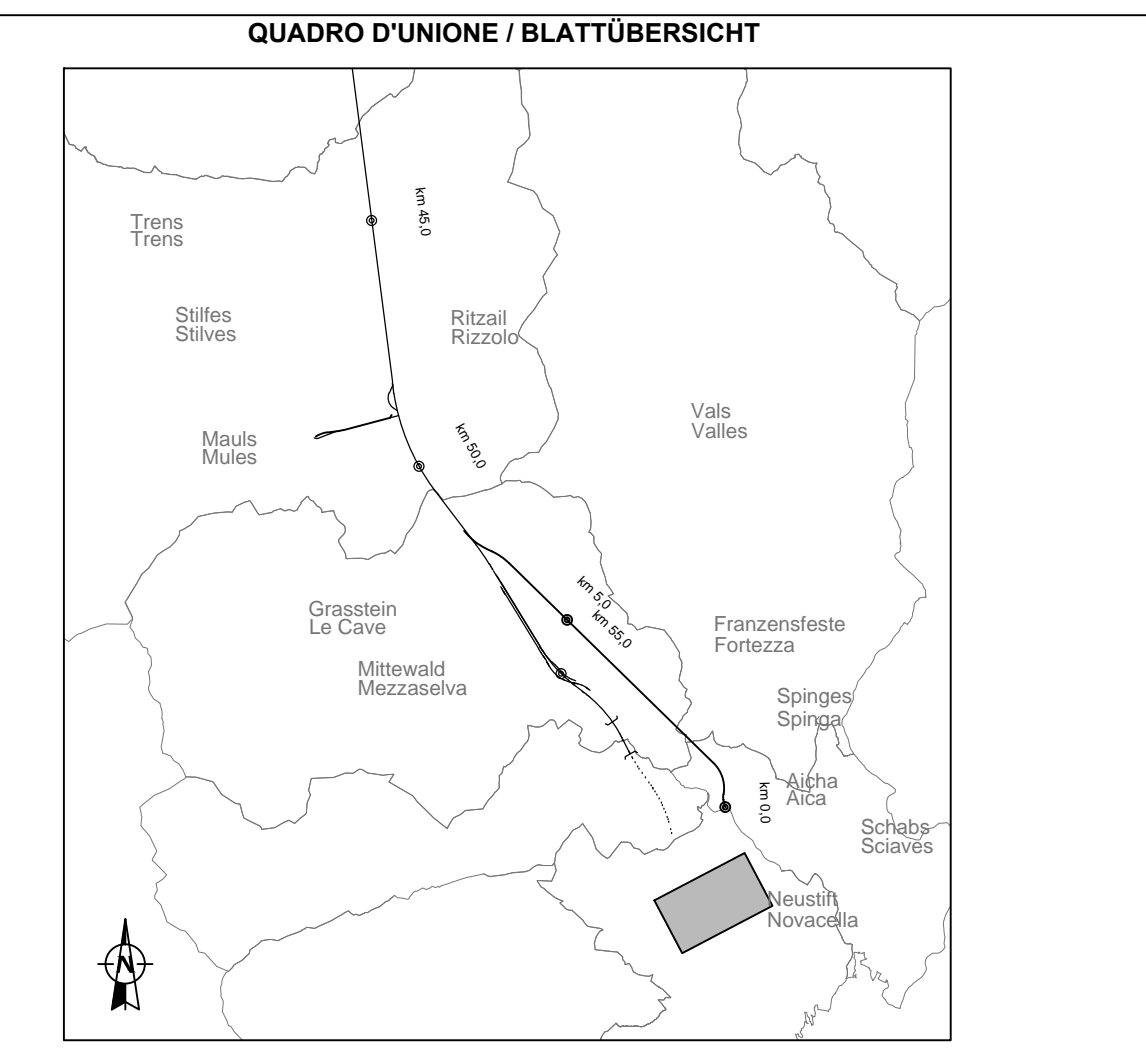 QUADRO D'UNIONE / BLATTÜBERSICHT
km 45,0
Trens
Trens
Stilfes
Stilves
Ritzail
Rizzolo
Vals
Valles
Mauls
Mules
km 50,0
km 5,0
km 55,0
Grasstein
Le Cave
Franzensfeste
Fortezza
Mittewald
Mezzaselva
Spinges
Spinga
Aicha
Aica
km 0,0
Schabs
Sciaves
Neustift
Novacella
N